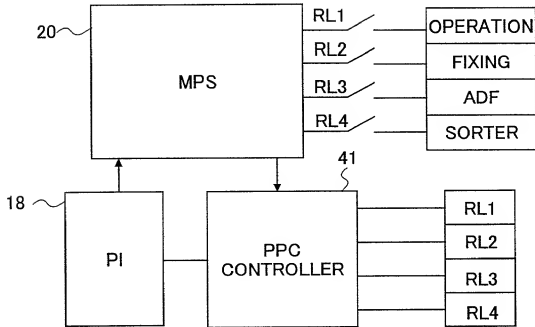 20
MPS
RL1
OPERATION
RL2
FIXING
RL3
ADF
RL4
SORTER
18
PI
41
PPC
CONTROLLER
RL1
RL2
RL3
RL4